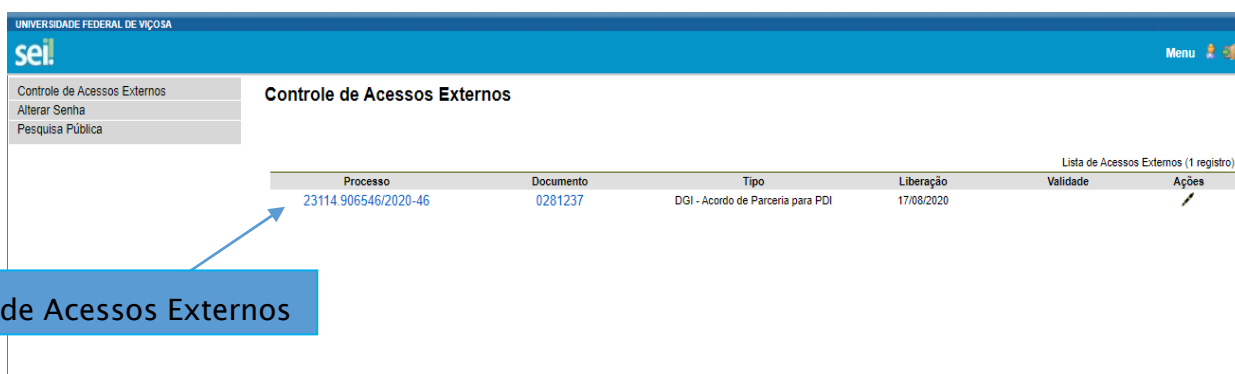 UNIVERSIDADE FEDERAL DE VIÇOSA
sei!
Menu
Controle de Acessos Externos
Alterar Senha
Pesquisa Pública
Controle de Acessos Externos
Lista de Acessos Externos (1 registro)
Processo Documento Tipo Liberação Validade Ações
23114.906546/2020-46 0281237 DGI - Acordo de Parceria para PDI 17/08/2020
de Acessos Externos